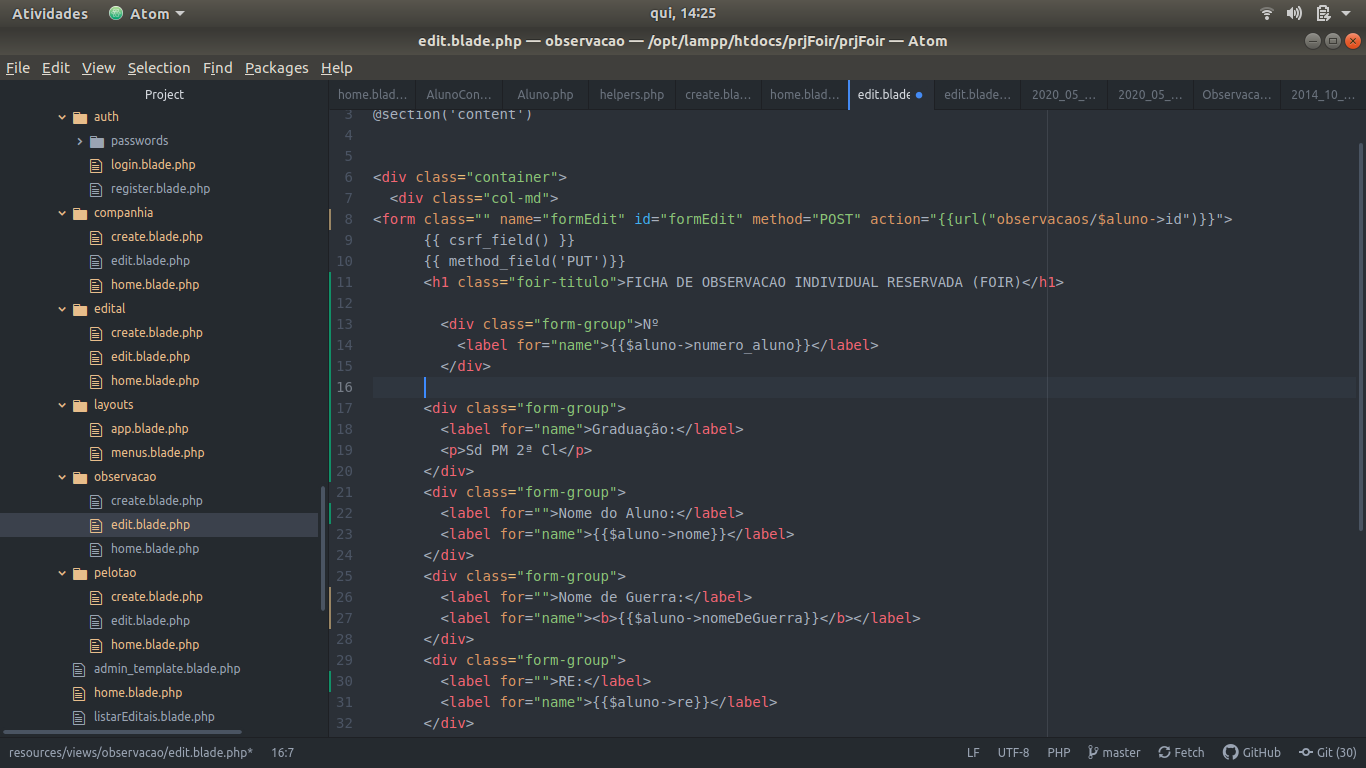 Atividades Atom qui, 14:25
edit.blade.php — observacao — /opt/lampp/htdocs/prjFoir/prjFoir — Atom
File Edit View Selection Find Packages Help
Project
auth
passwords
login.blade.php
register.blade.php
companhia
create.blade.php
edit.blade.php
home.blade.php
edital
create.blade.php
edit.blade.php
home.blade.php
layouts
app.blade.php
menus.blade.php
observacao
create.blade.php
edit.blade.php
home.blade.php
pelotao
create.blade.php
edit.blade.php
home.blade.php
admin_template.blade.php
home.blade.php
listarEditais.blade.php
home.blad... AlunoCon... Aluno.php helpers.php create.bla... home.blad... edit.blade edit.blade... 2020_05_... 2020_05_... Observaca... 2014_10_...
3 @section('content')
4
5
6 <div class="container">
7 <div class="col-md">
8 <form class="" name="formEdit" id="formEdit" method="POST" action="{{url("observacaos/$aluno->id")}}">
9 {{ csrf_field() }}
10 {{ method_field('PUT')}}
11 <h1 class="foir-titulo">FICHA DE OBSERVACAO INDIVIDUAL RESERVADA (FOIR)</h1>
12
13 <div class="form-group">Nº
14 <label for="name">{{$aluno->numero_aluno}}</label>
15 </div>
16
17 <div class="form-group">
18 <label for="name">Graduação:</label>
19 <p>Sd PM 2ª Cl</p>
20 </div>
21 <div class="form-group">
22 <label for="">Nome do Aluno:</label>
23 <label for="name">{{$aluno->nome}}</label>
24 </div>
25 <div class="form-group">
26 <label for="">Nome de Guerra:</label>
27 <label for="name"><b>{{$aluno->nomeDeGuerra}}</b></label>
28 </div>
29 <div class="form-group">
30 <label for="">RE:</label>
31 <label for="name">{{$aluno->re}}</label>
32 </div>
resources/views/observacao/edit.blade.php* 16:7 LF UTF-8 PHP master Fetch GitHub Git (30)